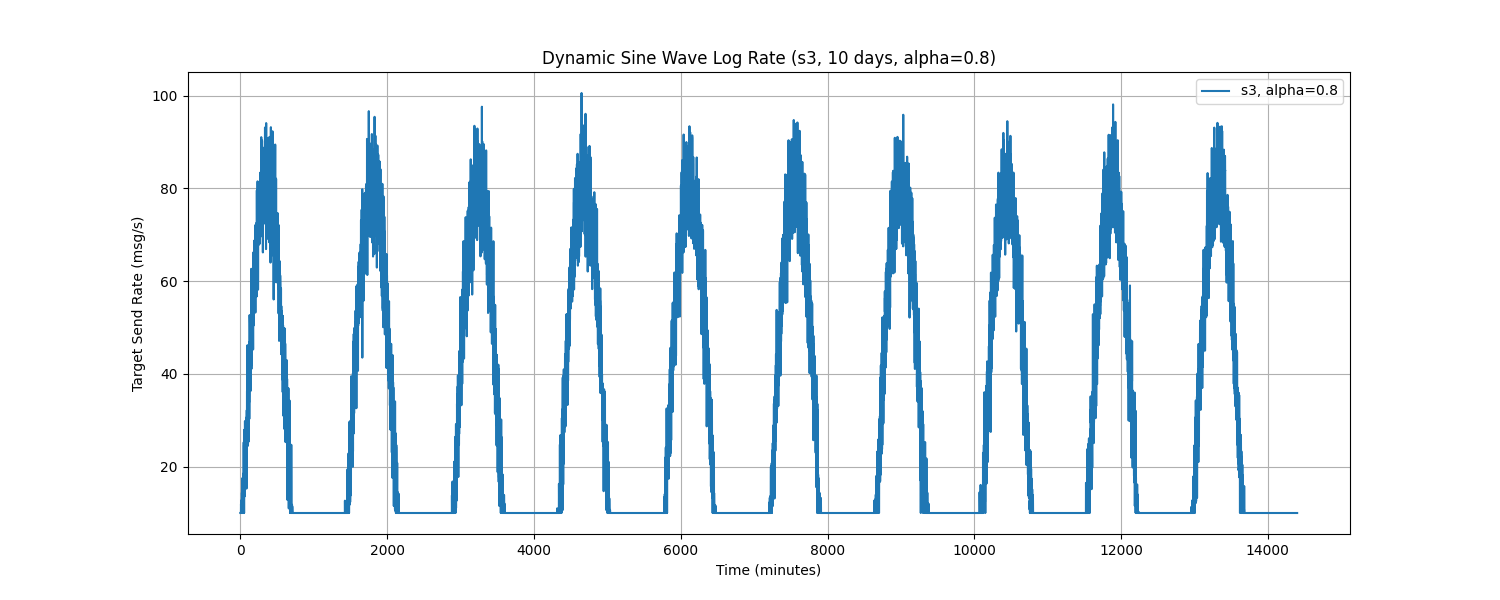 Dynamic Sine Wave Log Rate (s3, 10 days, alpha=0.8)
s3, alpha=0.8
Target Send Rate (msg/s)
100
80
60
40
20
0 2000 4000 6000 8000 10000 12000 14000
Time (minutes)